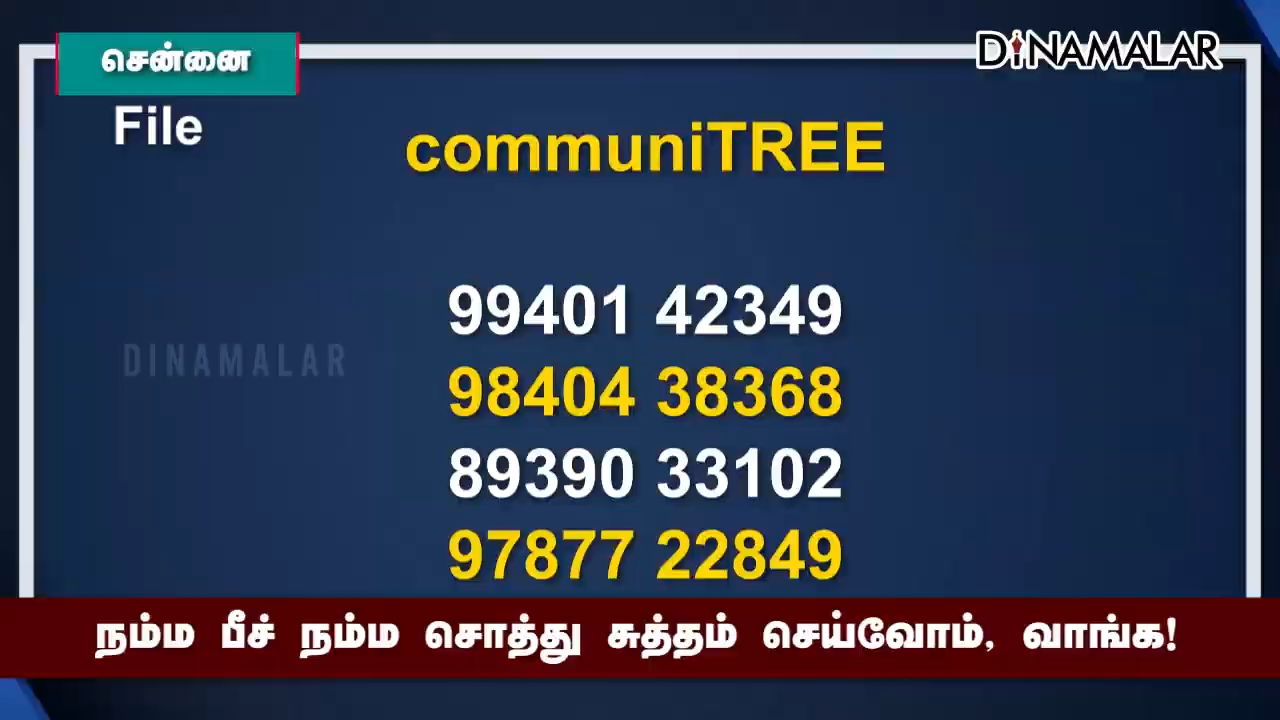 சென்னை
DINAMALAR
File
communiTREE
99401 42349
DINAMALAR
98404 38368
89390 33102
97877 22849
நம்ம பீச் நம்ம சொத்து சுத்தம் செய்வோம், வாங்க!